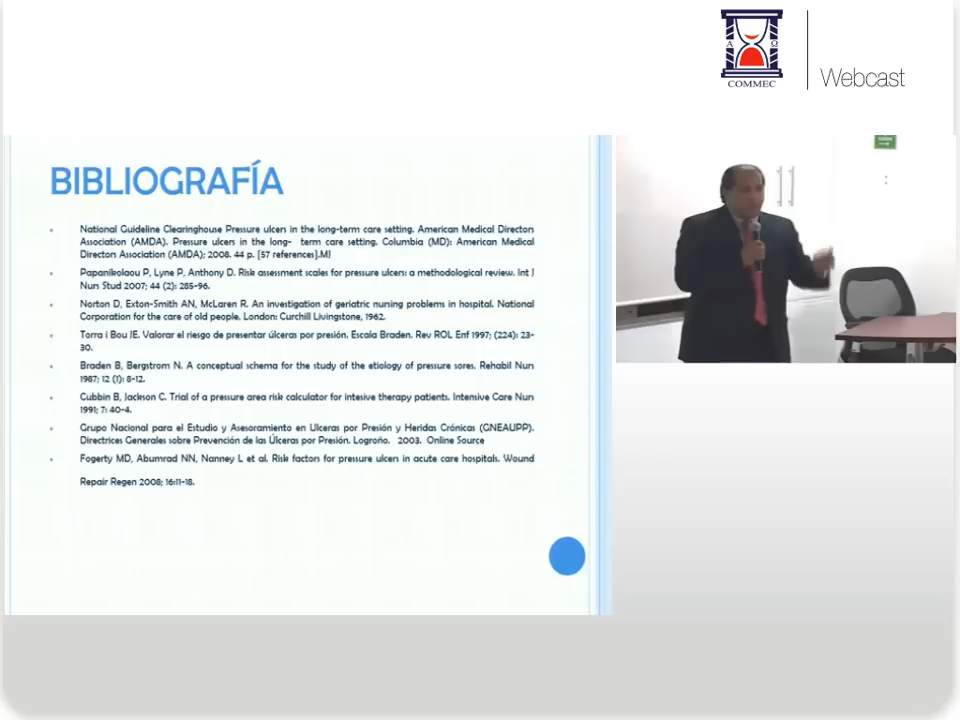 A Ω
COMMEC
Webcast
BIBLIOGRAFÍA
National Guideline Clearinghouse Pressure ulcers in the long-term care setting. American Medical Directors
Association (AMDA). Pressure ulcers in the long- term care setting. Columbia (MD): American Medical
Directors Association (AMDA); 2008. 44 p. [57 references].MJ
Papanikolaou P, Lyne P, Anthony D. Risk assessment scales for pressure ulcers: a methodological review. Int J
Nurs Stud 2007; 44 (2): 285-96.
Norton D, Exton-Smith AN, McLaren R. An investigation of geriatric nursing problems in hospital. National
Corporation for the care of old people. London: Curchill Livingstone, 1962.
Torra i Bou JE. Valorar el riesgo de presentar úlceras por presión. Escala Braden. Rev ROL Enf 1997; (224): 23-
30.
Braden B, Bergstrom N. A conceptual schema for the study of the etiology of pressure sores. Rehabil Nurs
1987; 12 (1): 8-12.
Cubbin B, Jackson C. Trial of a pressure area risk calculator for intesive therapy patients. Intensive Care Nurs
1991; 7: 40-4.
Grupo Nacional para el Estudio y Asesoramiento en Ulceras por Presión y Heridas Crónicas (GNEAUPP).
Directrices Generales sobre Prevención de las Úlceras por Presión. Logroño. 2003. Online Source
Fogerty MD, Abumrad NN, Nanney L et al. Risk factors for pressure ulcers in acute care hospitals. Wound
Repair Regen 2008; 16:11-18.